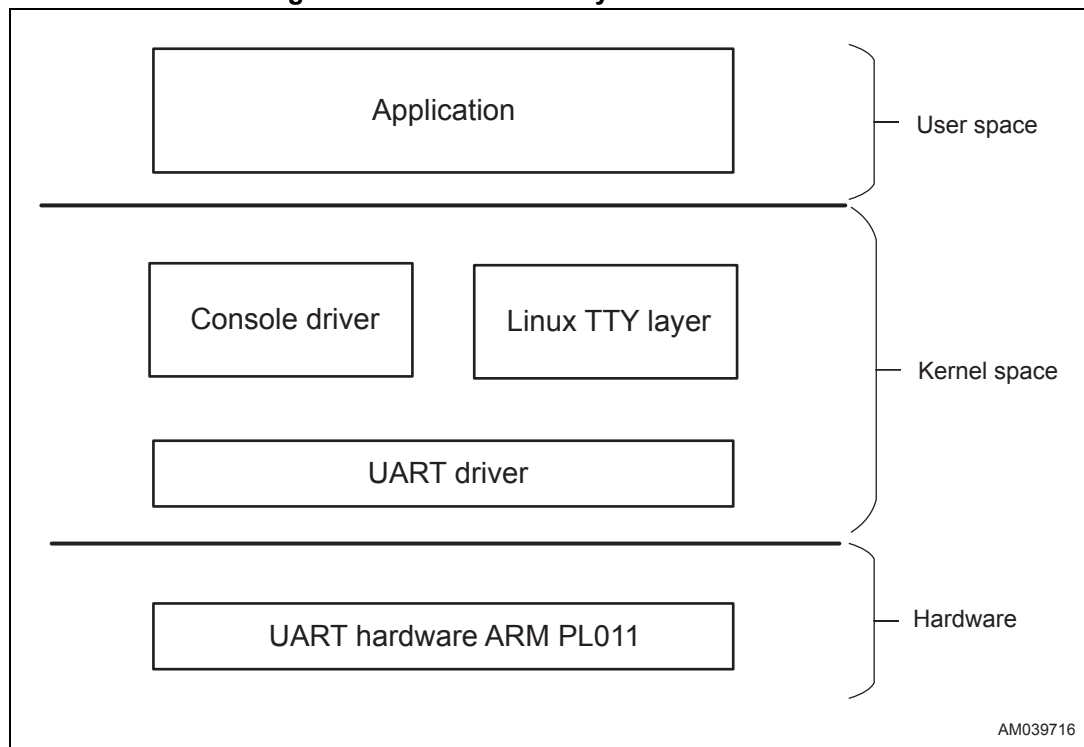 Application
User space
Console driver
Linux TTY layer
Kernel space
UART driver
UART hardware ARM PL011
Hardware
AM039716